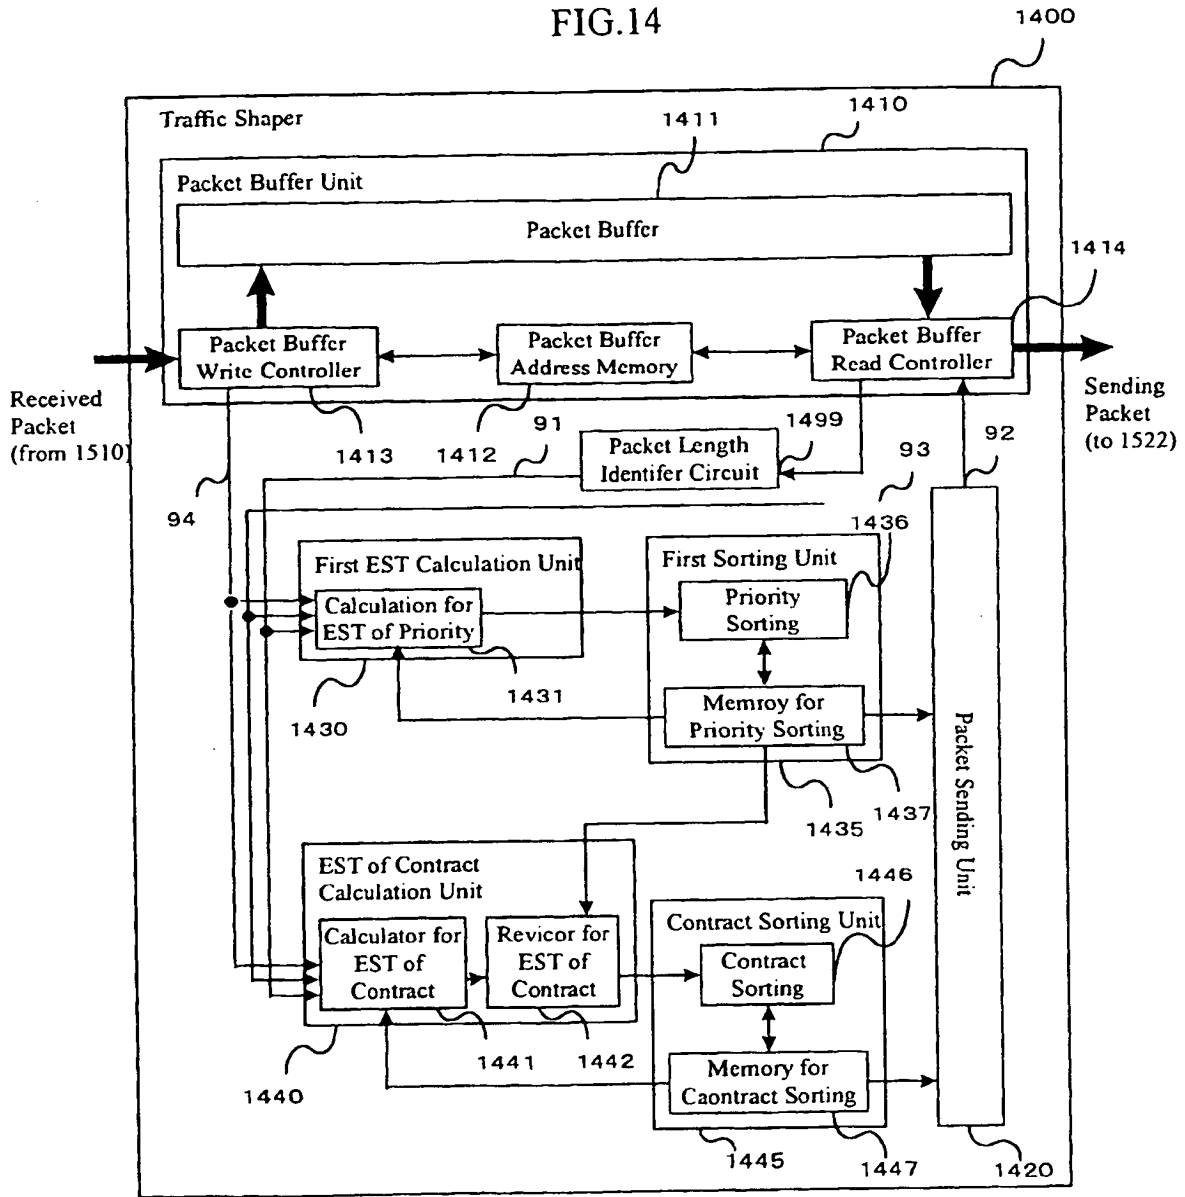 FIG.14
1400
Traffic Shaper
1411
1410
Packet Buffer Unit
Packet Buffer
1414
Packet Buffer
Write Controller
Packet Buffer
Address Memory
Packet Buffer
Read Controller
Received
Packet
(from 1510)
Sending
Packet
(to 1522)
1413
1412
91
Packet Length
Identifer Circuit
1499
93
92
94
1436
First EST Calculation Unit
Calculation for
EST of Priority
First Sorting Unit
Priority
Sorting
1430
1431
Memroy for
Priority Sorting
1435
1437
Packet Sending Unit
EST of Contract
Calculation Unit
Calculator for
EST of
Contract
Revicor for
EST of
Contract
1446
Contract Sorting Unit
Contract
Sorting
1440
1441
1442
Memory for
Caontract Sorting
1445
1447
1420